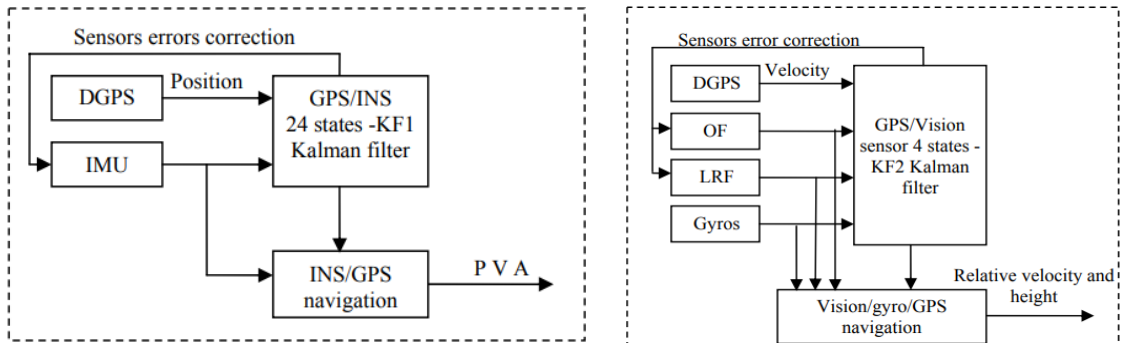 Sensors errors correction
DGPS
Position
GPS/INS
24 states -KF1
Kalman filter
IMU
INS/GPS
navigation
P V A
Sensors error correction
DGPS
Velocity
OF
LRF
Gyros
GPS/Vision
sensor 4 states -
KF2 Kalman
filter
Vision/gyro/GPS
navigation
Relative velocity and
height